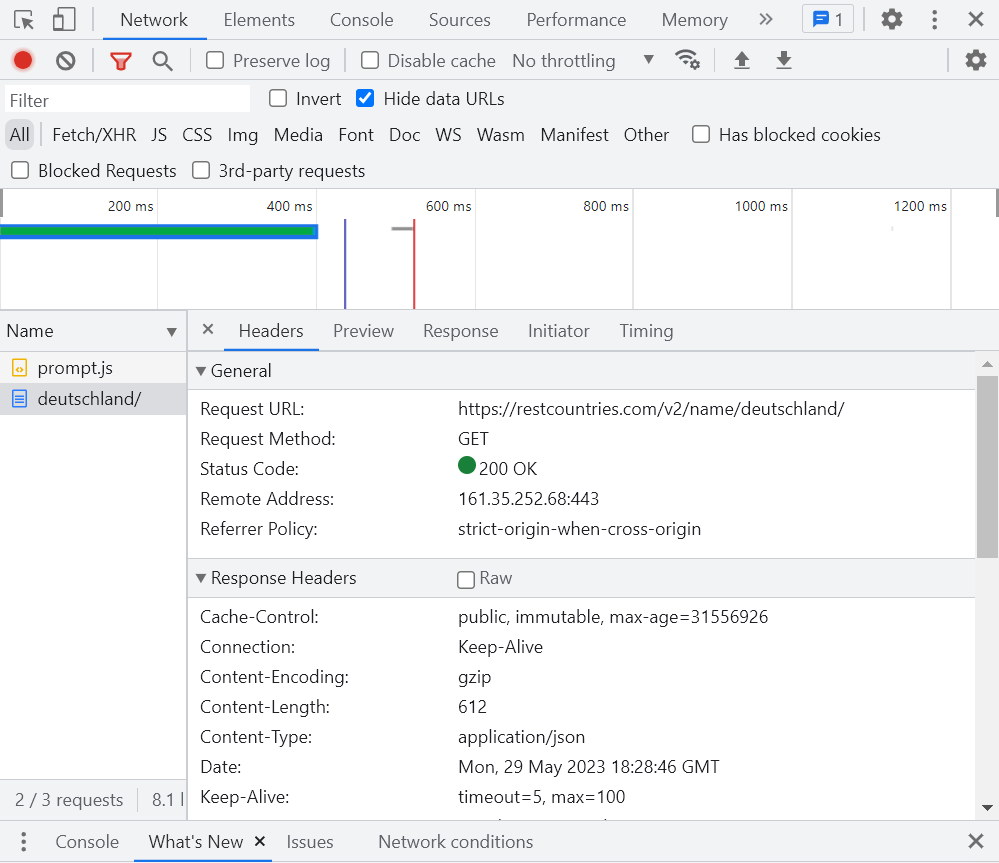 Network Elements Console Sources Performance Memory » 1
Preserve log Disable cache No throttling
Filter Invert Hide data URLs
All Fetch/XHR JS CSS Img Media Font Doc WS Wasm Manifest Other Has blocked cookies
Blocked Requests 3rd-party requests
200 ms 400 ms 600 ms 800 ms 1000 ms 1200 ms
Name
prompt.js
deutschland/
Headers Preview Response Initiator Timing
General
Request URL: https://restcountries.com/v2/name/deutschland/
Request Method: GET
Status Code: 200 OK
Remote Address: 161.35.252.68:443
Referrer Policy: strict-origin-when-cross-origin
Response Headers Raw
Cache-Control: public, immutable, max-age=31556926
Connection: Keep-Alive
Content-Encoding: gzip
Content-Length: 612
Content-Type: application/json
Date: Mon, 29 May 2023 18:28:46 GMT
Keep-Alive: timeout=5, max=100
2 / 3 requests 8.1
Console What's New Issues Network conditions